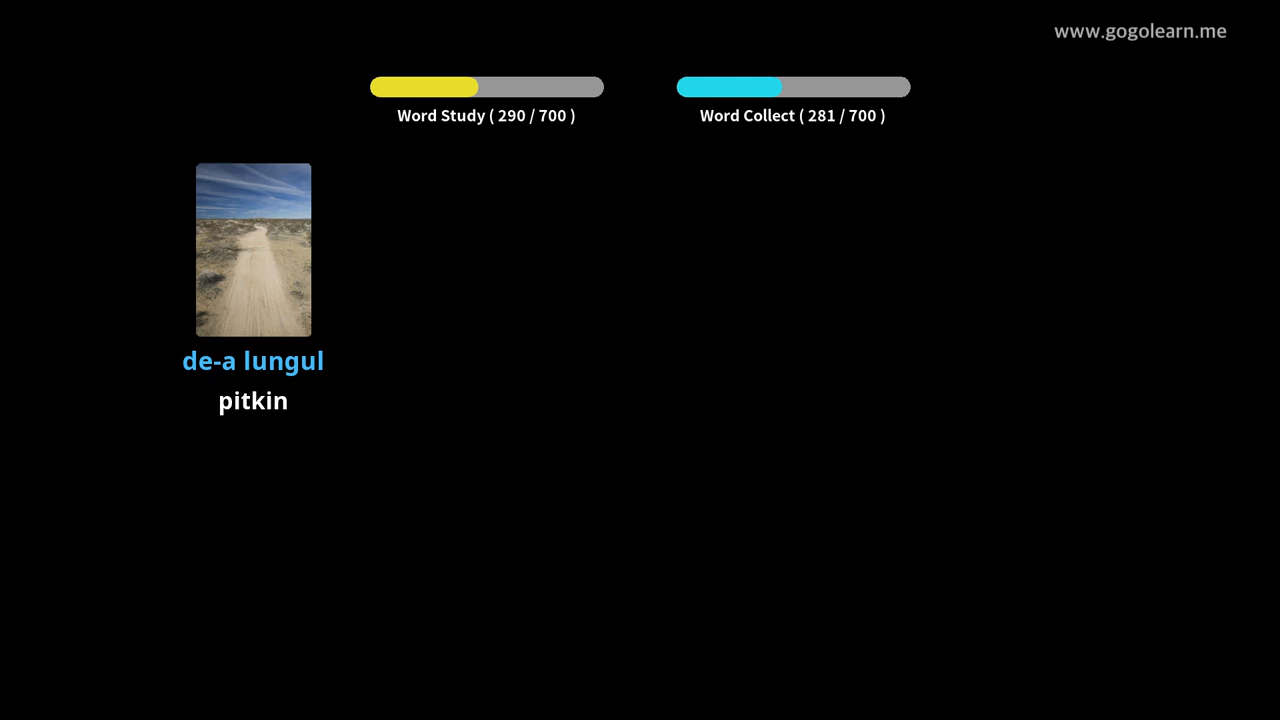 www.gogolearn.me
Word Study ( 290 / 700 )
Word Collect ( 281 / 700 )
de-a lungul
pitkin